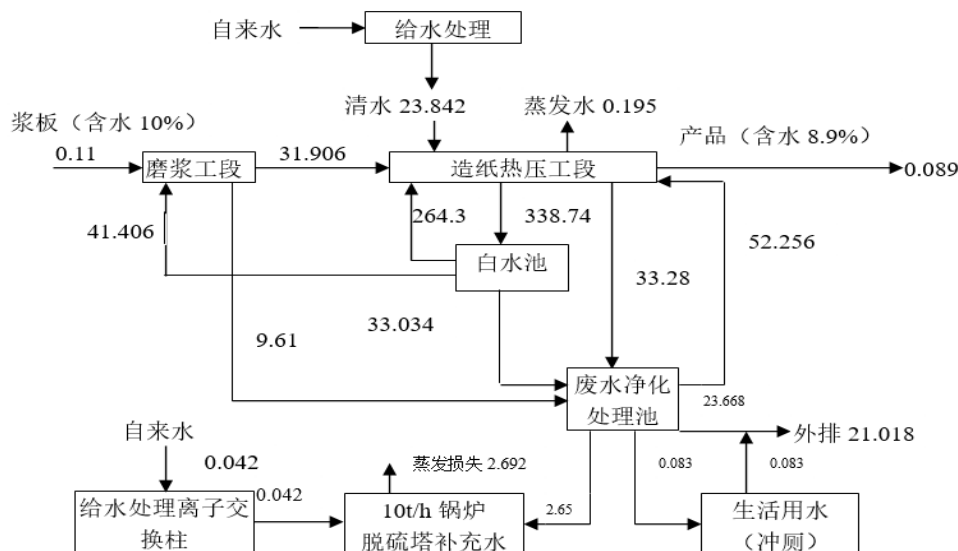 自来水
给水处理
清水 23.842
蒸发水 0.195
浆板（含水 10%）
产品（含水 8.9%）
0.11
磨浆工段
31.906
造纸热压工段
0.089
41.406
264.3
338.74
52.256
白水池
33.28
33.034
9.61
废水净化
处理池
23.668
自来水
外排 21.018
0.042
蒸发损失 2.692
0.083
0.083
给水处理离子交
换柱
0.042
10t/h 锅炉
脱硫塔补充水
2.65
生活用水
（冲厕）